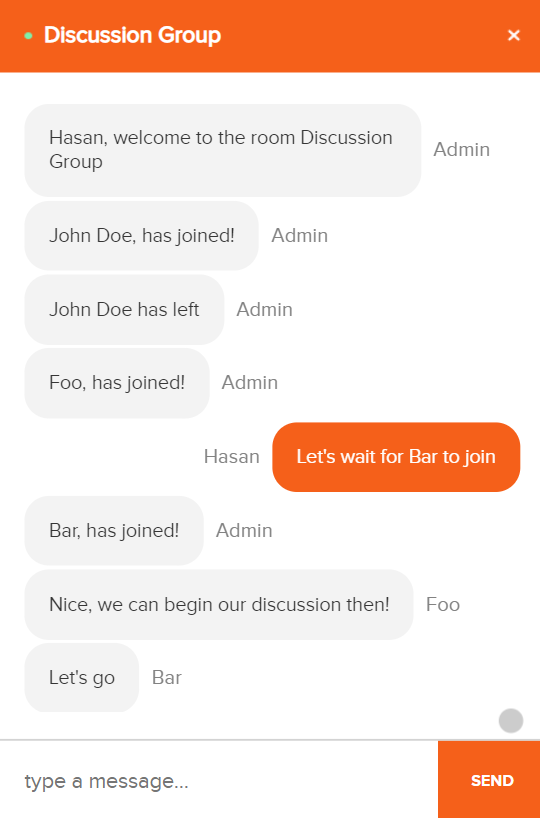 Discussion Group
×
Hasan, welcome to the room Discussion
Group
Admin
John Doe, has joined!
Admin
John Doe has left
Admin
Foo, has joined!
Admin
Hasan
Let's wait for Bar to join
Bar, has joined!
Admin
Nice, we can begin our discussion then!
Foo
Let's go
Bar
type a message...
SEND